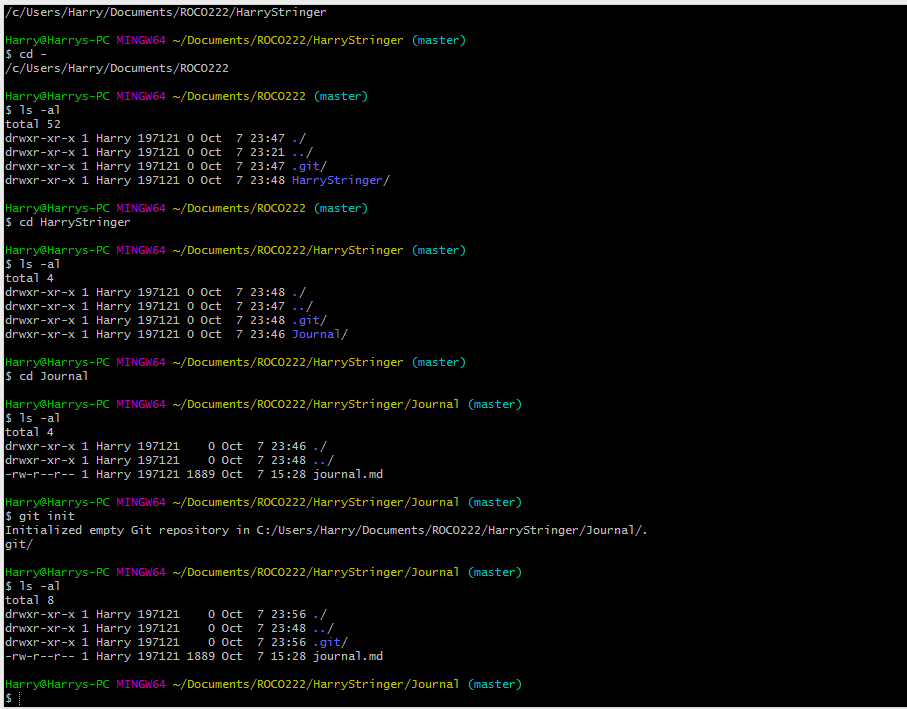 /c/Users/Harry/Documents/ROCO222/HarryStringer
Harry@Harrys-PC MINGW64 ~/Documents/ROCO222/HarryStringer (master)
$ cd -
/c/Users/Harry/Documents/ROCO222
Harry@Harrys-PC MINGW64 ~/Documents/ROCO222 (master)
$ ls -al
total 52
drwxr-xr-x 1 Harry 197121 0 Oct  7 23:47 ./
drwxr-xr-x 1 Harry 197121 0 Oct  7 23:21 ../
drwxr-xr-x 1 Harry 197121 0 Oct  7 23:47 .git/
drwxr-xr-x 1 Harry 197121 0 Oct  7 23:48 HarryStringer/
Harry@Harrys-PC MINGW64 ~/Documents/ROCO222 (master)
$ cd HarryStringer
Harry@Harrys-PC MINGW64 ~/Documents/ROCO222/HarryStringer (master)
$ ls -al
total 4
drwxr-xr-x 1 Harry 197121 0 Oct  7 23:48 ./
drwxr-xr-x 1 Harry 197121 0 Oct  7 23:47 ../
drwxr-xr-x 1 Harry 197121 0 Oct  7 23:48 .git/
drwxr-xr-x 1 Harry 197121 0 Oct  7 23:46 Journal/
Harry@Harrys-PC MINGW64 ~/Documents/ROCO222/HarryStringer (master)
$ cd Journal
Harry@Harrys-PC MINGW64 ~/Documents/ROCO222/HarryStringer/Journal (master)
$ ls -al
total 4
drwxr-xr-x 1 Harry 197121    0 Oct  7 23:46 ./
drwxr-xr-x 1 Harry 197121    0 Oct  7 23:48 ../
-rw-r--r-- 1 Harry 197121 1889 Oct  7 15:28 journal.md
Harry@Harrys-PC MINGW64 ~/Documents/ROCO222/HarryStringer/Journal (master)
$ git init
Initialized empty Git repository in C:/Users/Harry/Documents/ROCO222/HarryStringer/Journal/.
git/
Harry@Harrys-PC MINGW64 ~/Documents/ROCO222/HarryStringer/Journal (master)
$ ls -al
total 8
drwxr-xr-x 1 Harry 197121    0 Oct  7 23:56 ./
drwxr-xr-x 1 Harry 197121    0 Oct  7 23:48 ../
drwxr-xr-x 1 Harry 197121    0 Oct  7 23:56 .git/
-rw-r--r-- 1 Harry 197121 1889 Oct  7 15:28 journal.md
Harry@Harrys-PC MINGW64 ~/Documents/ROCO222/HarryStringer/Journal (master)
$